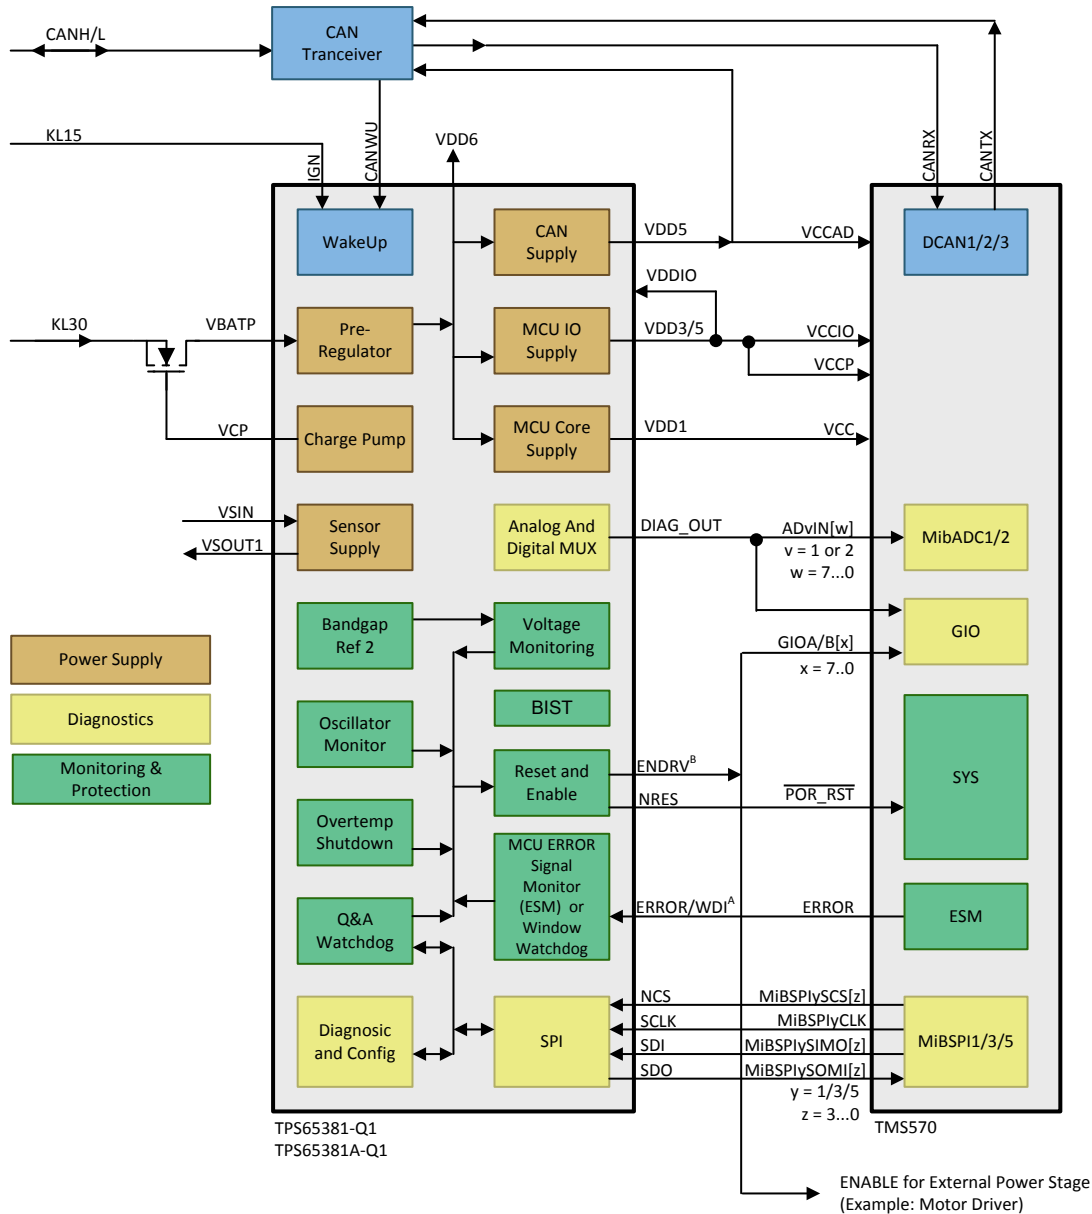 CANH/L
CAN
Tranceiver
KL15
IGN
CANWU
VDD6
CANRX
CANTX
WakeUp
CAN
Supply
VDD5
VCCAD
DCAN1/2/3
VDDIO
KL30
VBATP
Pre-
Regulator
MCU IO
Supply
VDD3/5
VCCIO
VCCP
VCP
Charge Pump
MCU Core
Supply
VDD1
VCC
VSIN
VSOUT1
Sensor
Supply
Analog And
Digital MUX
DIAG_OUT
ADvIN[w]
v = 1 or 2
w = 7...0
MibADC1/2
Bandgap
Ref 2
Voltage
Monitoring
GIOA/B[x]
x = 7..0
GIO
Power Supply
Diagnostics
Monitoring &
Protection
BIST
Oscillator
Monitor
Reset and
Enable
ENDRVᴮ
NRES
POR_RST
SYS
Overtemp
Shutdown
MCU ERROR
Signal
Monitor
(ESM) or
Window
Watchdog
Q&A
Watchdog
ERROR/WDIᴬ
ERROR
ESM
Diagnosic
and Config
SPI
NCS
MiBSPIySCS[z]
SCLK
MiBSPIyCLK
SDI
MiBSPIySIMO[z]
SDO
MiBSPIySOMI[z]
y = 1/3/5
z = 3...0
MiBSPI1/3/5
TPS65381-Q1
TPS65381A-Q1
TMS570
ENABLE for External Power Stage
(Example: Motor Driver)